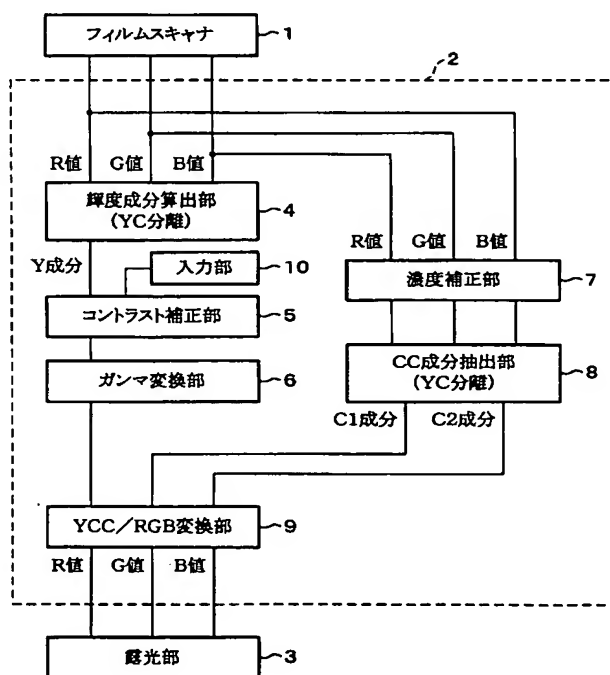 フィルムスキャナ
1
2
R値 G値 B値
輝度成分算出部
(YC分離)
4
R値 G値 B値
Y成分
入力部
10
濃度補正部
7
コントラスト補正部
5
CC成分抽出部
(YC分離)
8
ガンマ変換部
6
C1成分 C2成分
YCC/RGB変換部
9
R値 G値 B値
露光部
3